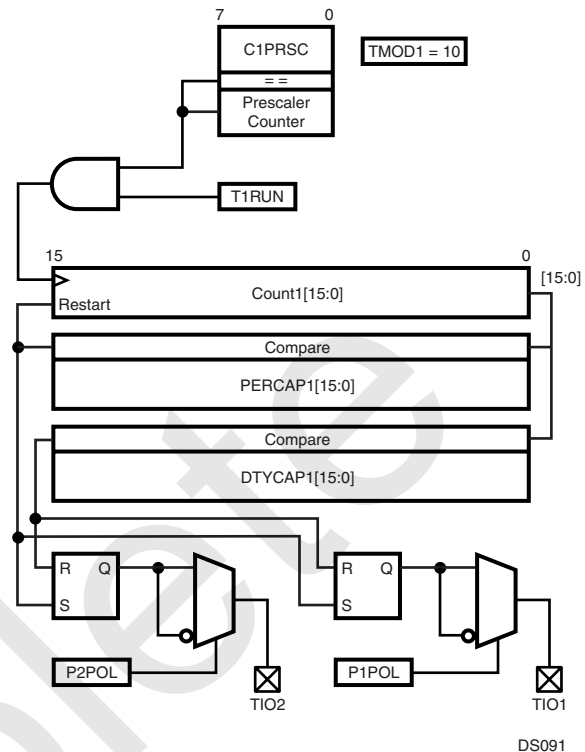 7 0
C1PRSC
TMOD1 = 10
= =
Prescaler
Counter
T1RUN
15 0
[15:0]
Count1[15:0]
Restart
Compare
PERCAP1[15:0]
Compare
DTYCAP1[15:0]
R Q
S
R Q
S
P2POL
P1POL
TIO2
TIO1
DS091
plete